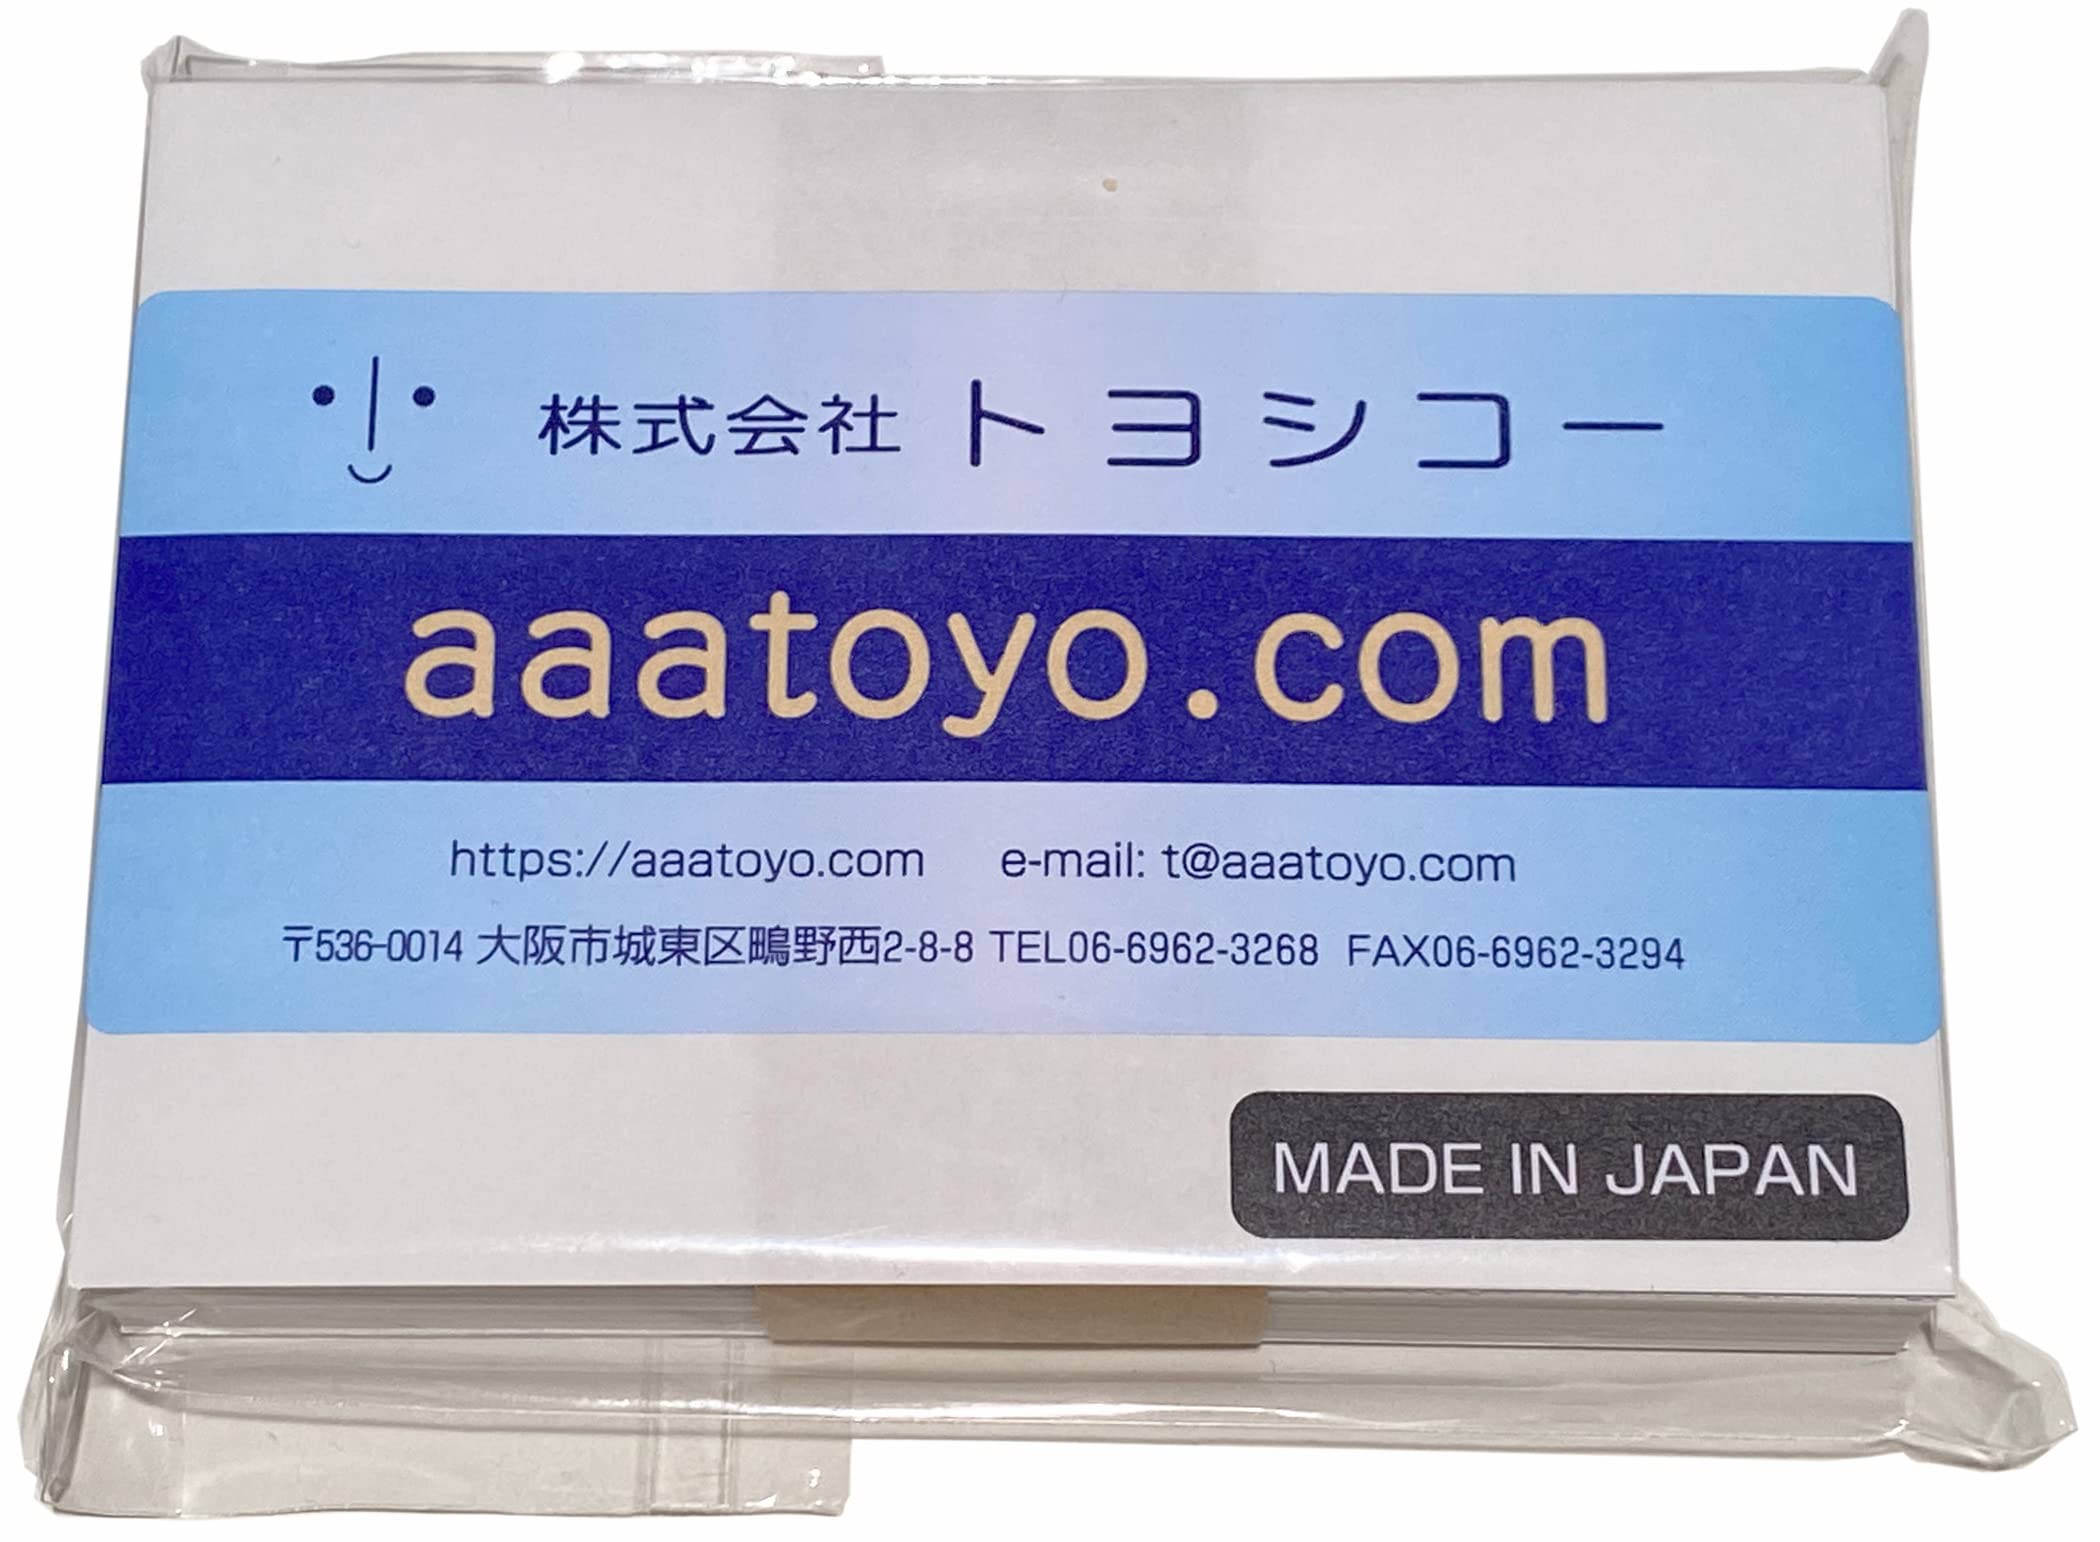 株式会社 トヨシコー
aaatoyo.com
https://aaatoyo.com e-mail: t@aaatoyo.com
〒536-0014 大阪市城東区鴫野西2-8-8 TEL06-6962-3268 FAX06-6962-3294
MADE IN JAPAN